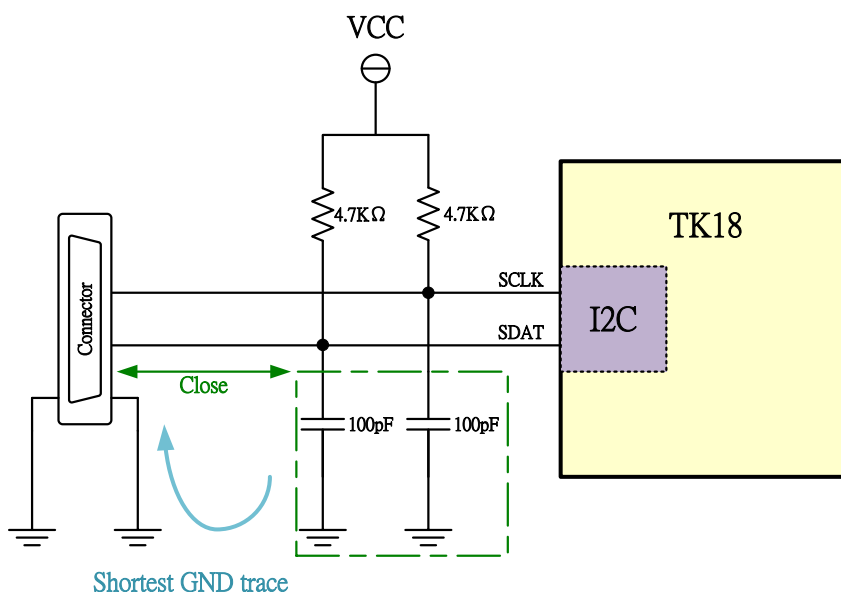 VCC
4.7KΩ
4.7KΩ
TK18
SCLK
Connector
I2C
SDAT
Close
100pF
100pF
Shortest GND trace